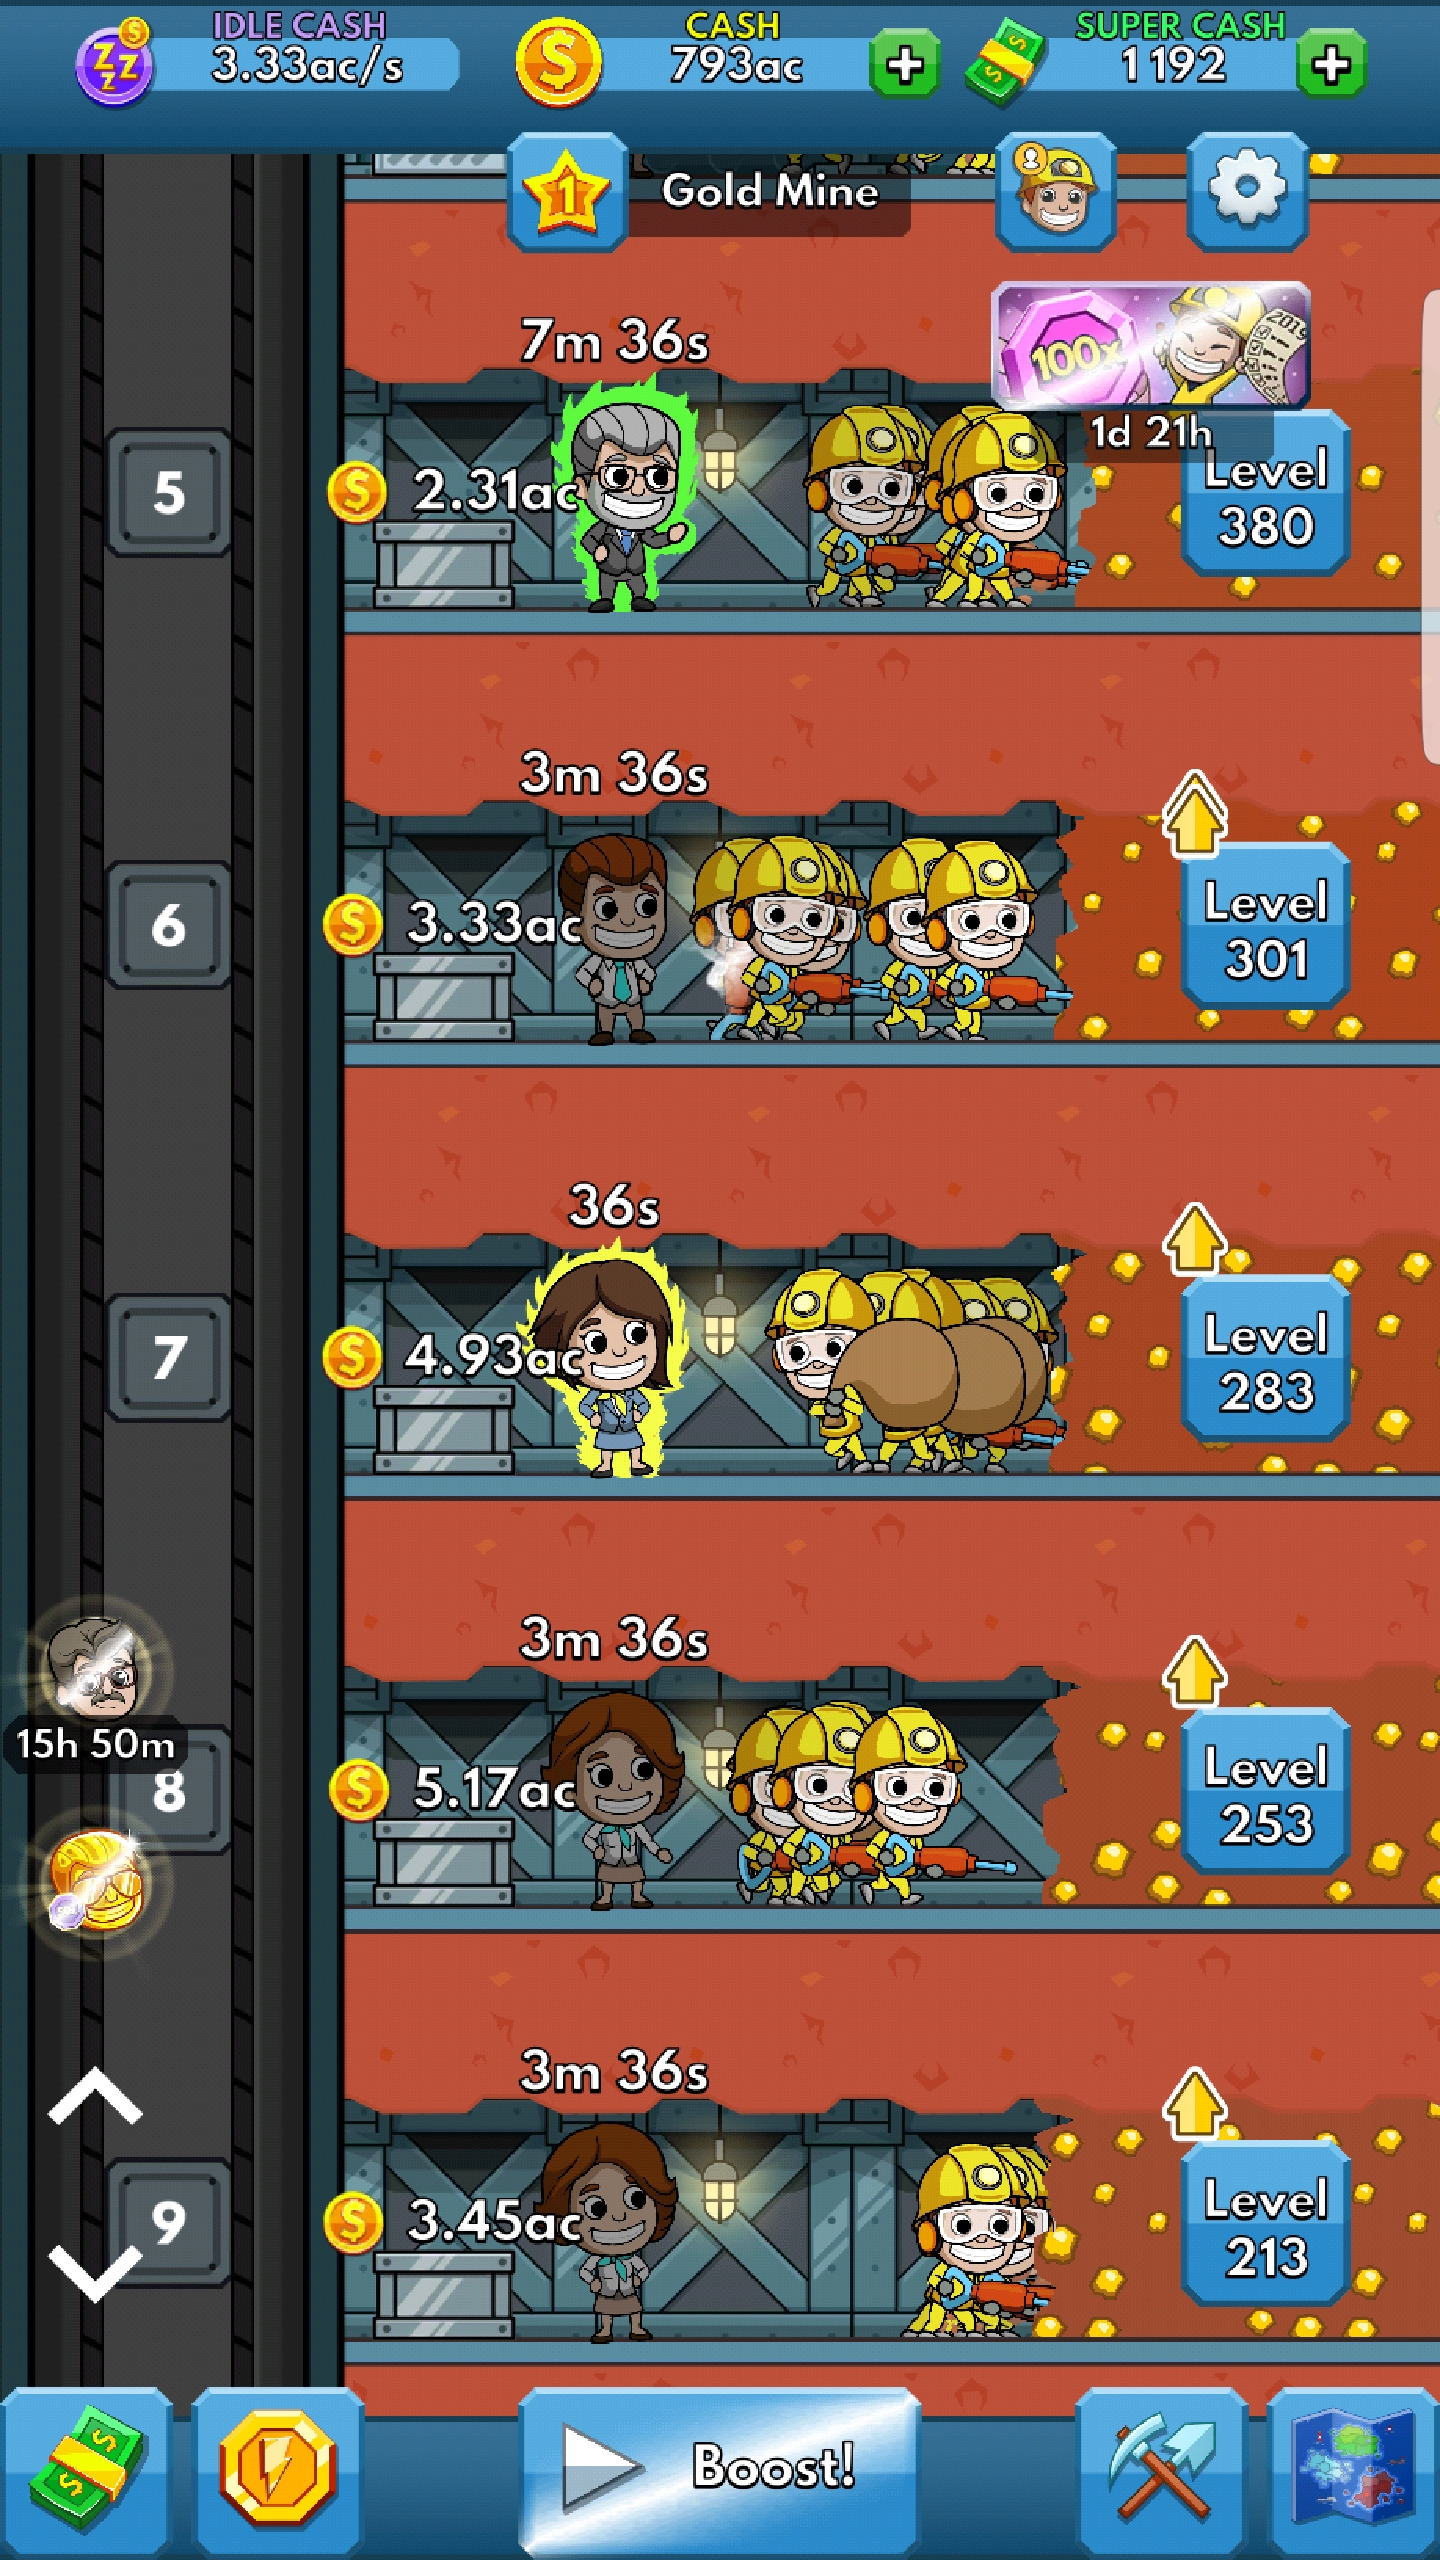 IDLE CASH
3.33ac/s
CASH
793ac
SUPER CASH
1192
1
Gold Mine
100x
2019
1d 21h
7m 36s
5
2.31ac
Level
380
3m 36s
6
3.33ac
Level
301
36s
7
4.93ac
Level
283
3m 36s
15h 50m
8
5.17ac
Level
253
3m 36s
9
3.45ac
Level
213
Boost!